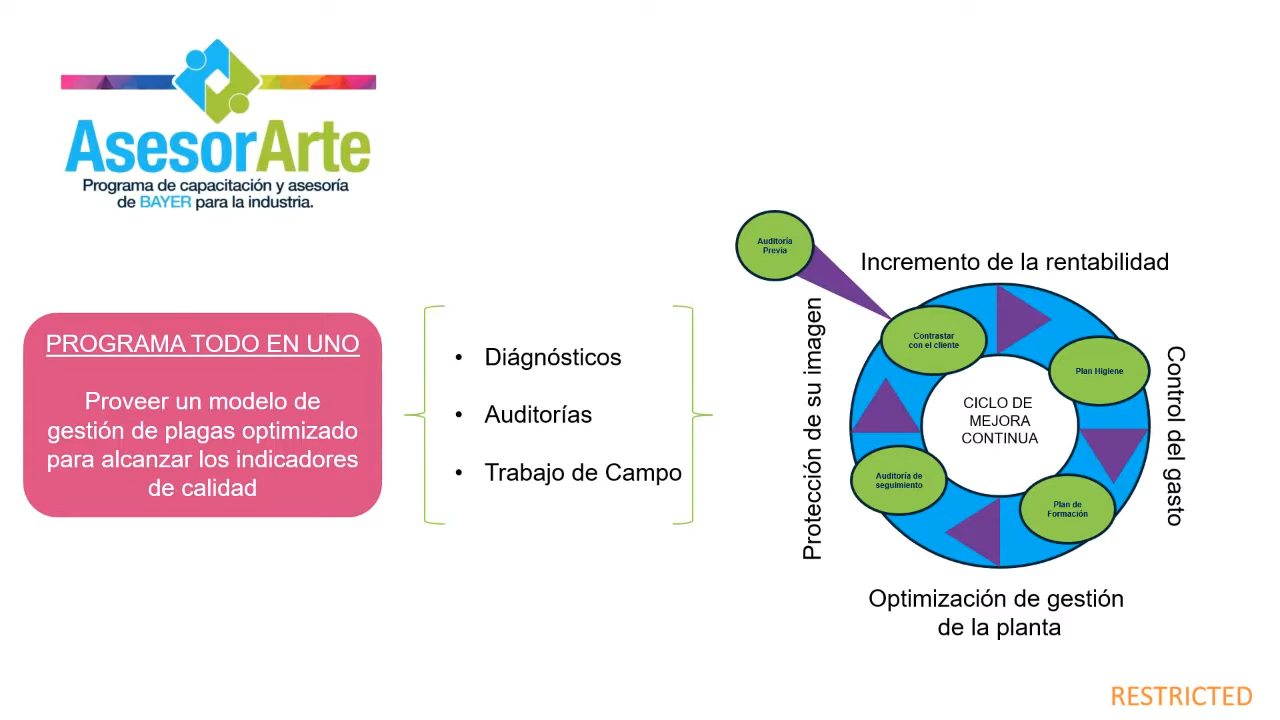 AsesorArte
Programa de capacitación y asesoría
de BAYER para la industria.
PROGRAMA TODO EN UNO
Proveer un modelo de
gestión de plagas optimizado
para alcanzar los indicadores
de calidad
• Diágnósticos
• Auditorías
• Trabajo de Campo
Auditoría
Previa
Incremento de la rentabilidad
Protección de su imagen
Contrastar
con el cliente
Plan Higiene
Control del gasto
CICLO DE
MEJORA
CONTINUA
Auditoría de
seguimiento
Plan de
Formación
Optimización de gestión
de la planta
RESTRICTED